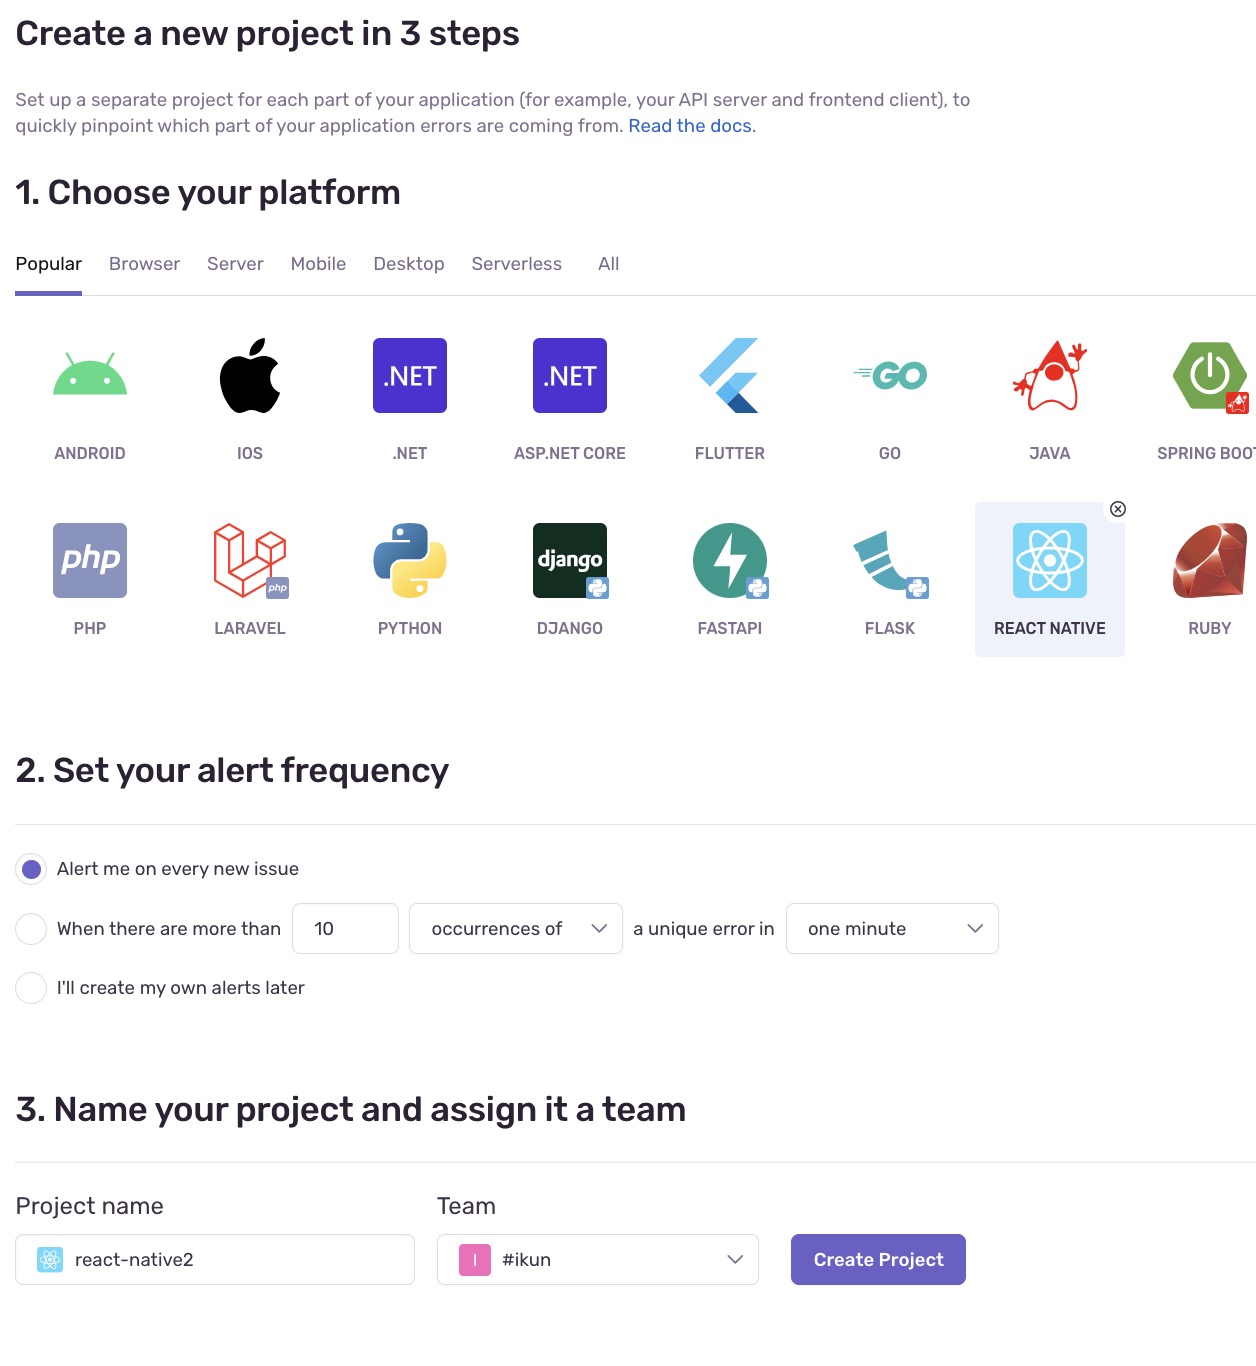 Create a new project in 3 steps
Set up a separate project for each part of your application (for example, your API server and frontend client), to
quickly pinpoint which part of your application errors are coming from. Read the docs.
1. Choose your platform
Popular Browser Server Mobile Desktop Serverless All
.NET .NET GO
ANDROID IOS .NET ASP.NET CORE FLUTTER GO JAVA SPRING BOOT
php php django
PHP LARAVEL PYTHON DJANGO FASTAPI FLASK REACT NATIVE RUBY
2. Set your alert frequency
Alert me on every new issue
When there are more than 10 occurrences of a unique error in one minute
I'll create my own alerts later
3. Name your project and assign it a team
Project name Team
react-native2 I #ikun Create Project